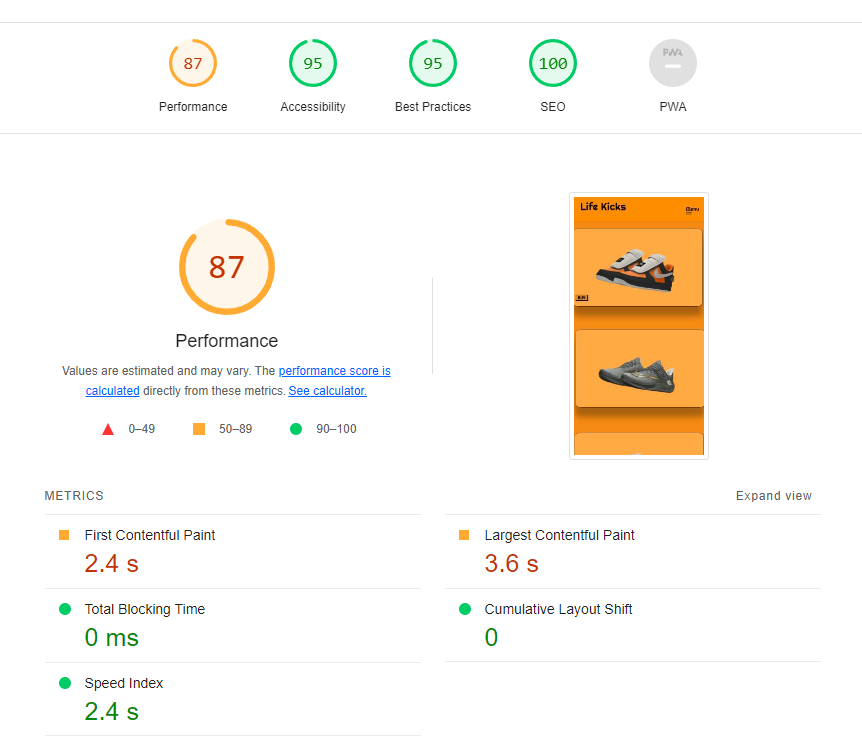 87
95
95
100
PWA
Performance
Accessibility
Best Practices
SEO
PWA
Life Kicks
Menu
BUY
87
Performance
Values are estimated and may vary. The performance score is
calculated directly from these metrics. See calculator.
0–49
50–89
90–100
METRICS
Expand view
First Contentful Paint
2.4 s
Largest Contentful Paint
3.6 s
Total Blocking Time
0 ms
Cumulative Layout Shift
0
Speed Index
2.4 s